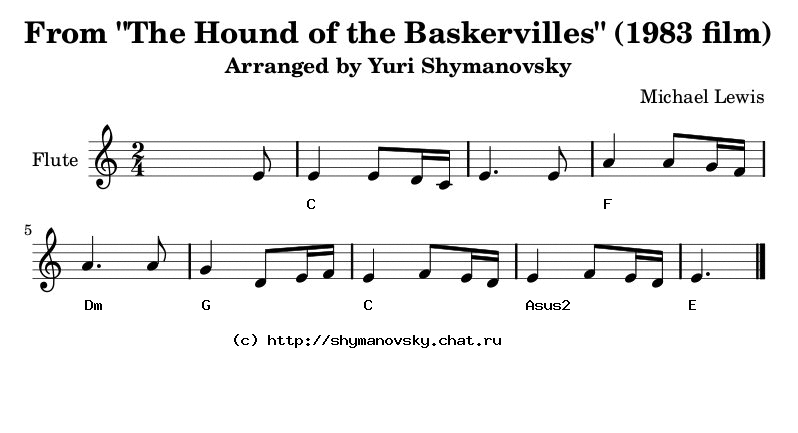 From "The Hound of the Baskervilles" (1983 film)
Arranged by Yuri Shymanovsky
Michael Lewis
Flute
2
4
C F
5
Dm G C Asus2 E
(c) http://shymanovsky.chat.ru